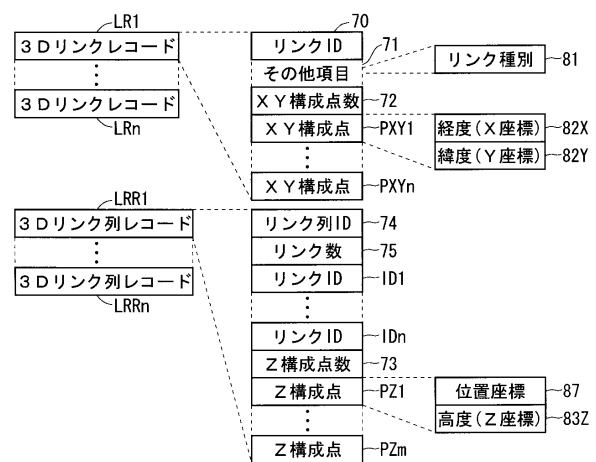 LR1
3Dリンクレコード
3Dリンクレコード
LRn
70
リンクID
71
その他項目
リンク種別
81
XY構成点数
72
XY構成点
PXY1
経度(X座標)
82X
緯度(Y座標)
82Y
XY構成点
PXYn
LRR1
3Dリンク列レコード
3Dリンク列レコード
LRRn
リンク列ID
74
リンク数
75
リンクID
ID1
リンクID
IDn
Z構成点数
73
Z構成点
PZ1
位置座標
87
高度(Z座標)
83Z
Z構成点
PZm